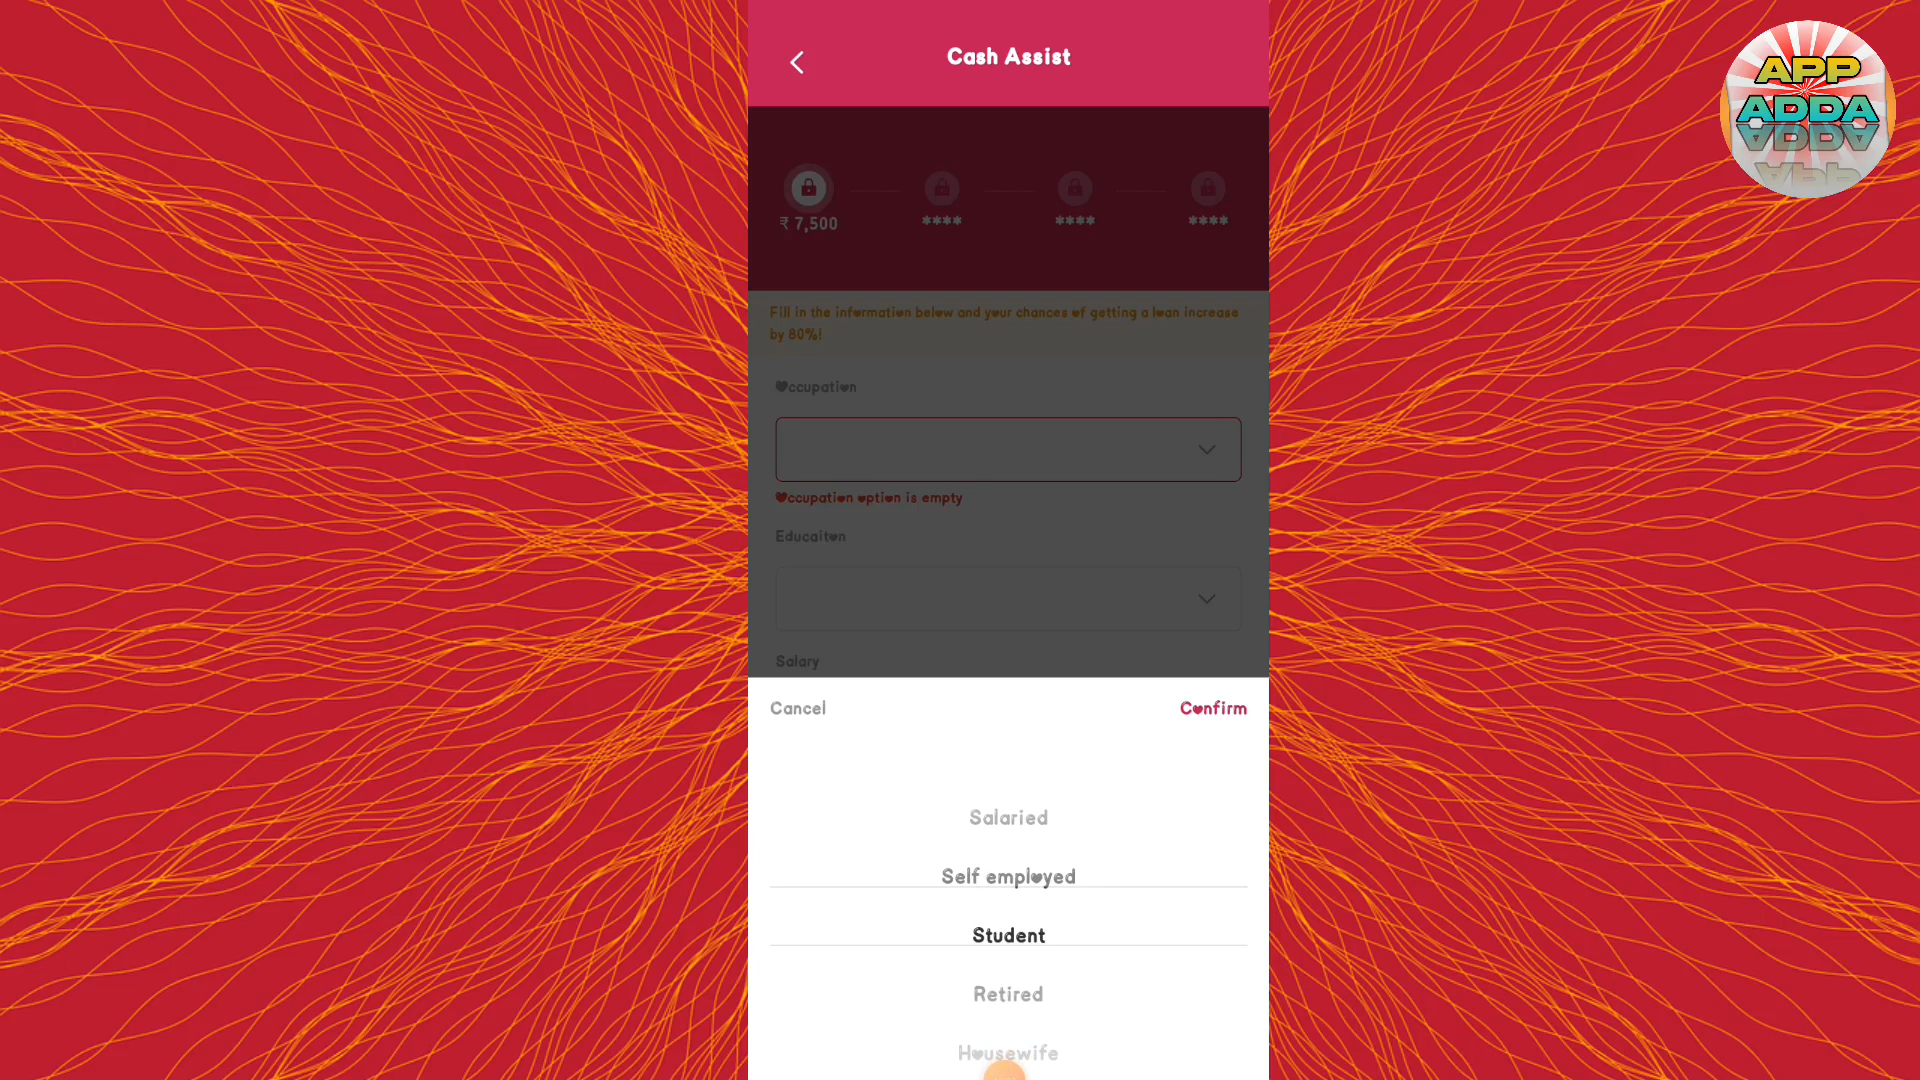 Cash Assist
APP
ADDA
₹ 7,500
****
****
****
Fill in the information below and your chances of getting a loan increase
by 80%!
Occupation
Occupation option is empty
Educaiton
Salary
Cancel
Confirm
Salaried
Self employed
Student
Retired
Housewife